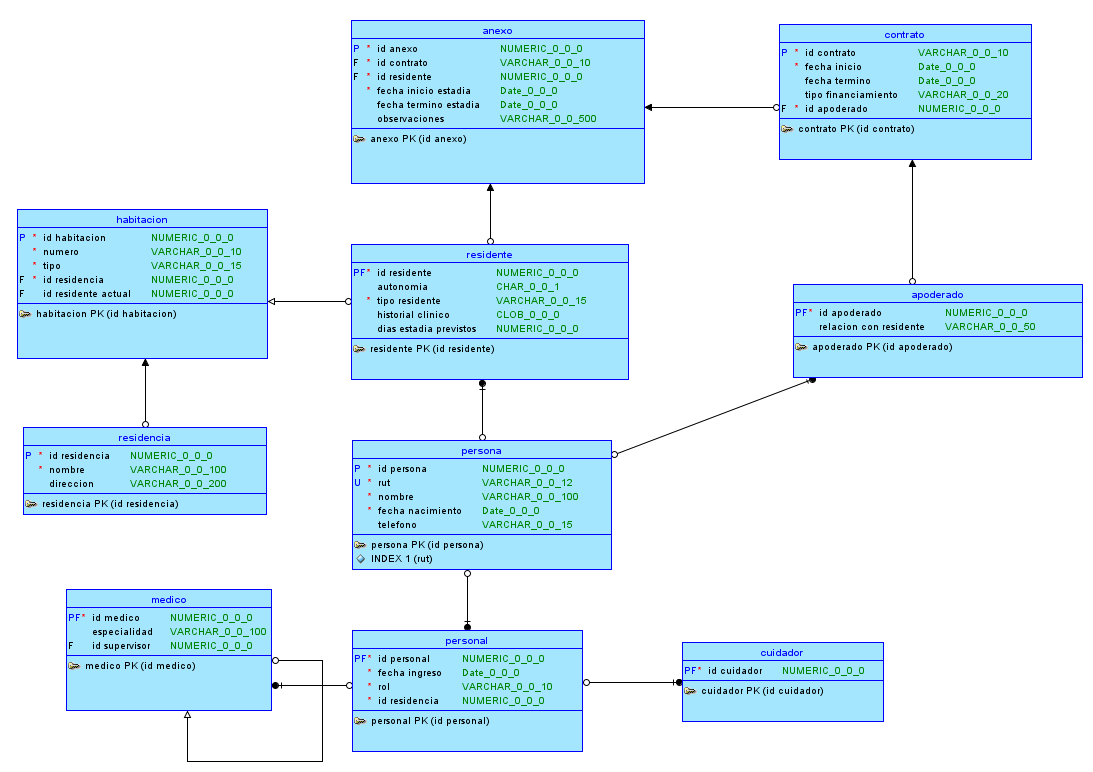 anexo
P * id anexo NUMERIC_0_0_0
F * id contrato VARCHAR_0_0_10
F * id residente NUMERIC_0_0_0
* fecha inicio estadia Date_0_0_0
fecha termino estadia Date_0_0_0
observaciones VARCHAR_0_0_500
anexo PK (id anexo)
contrato
P * id contrato VARCHAR_0_0_10
* fecha inicio Date_0_0_0
fecha termino Date_0_0_0
tipo financiamiento VARCHAR_0_0_20
F * id apoderado NUMERIC_0_0_0
contrato PK (id contrato)
habitacion
P * id habitacion NUMERIC_0_0_0
* numero VARCHAR_0_0_10
* tipo VARCHAR_0_0_15
F * id residencia NUMERIC_0_0_0
F id residente actual NUMERIC_0_0_0
habitacion PK (id habitacion)
residente
PF* id residente NUMERIC_0_0_0
autonomia CHAR_0_0_1
* tipo residente VARCHAR_0_0_15
historial clinico CLOB_0_0_0
dias estadia previstos NUMERIC_0_0_0
residente PK (id residente)
apoderado
PF* id apoderado NUMERIC_0_0_0
relacion con residente VARCHAR_0_0_50
apoderado PK (id apoderado)
residencia
P * id residencia NUMERIC_0_0_0
* nombre VARCHAR_0_0_100
direccion VARCHAR_0_0_200
residencia PK (id residencia)
persona
P * id persona NUMERIC_0_0_0
U * rut VARCHAR_0_0_12
* nombre VARCHAR_0_0_100
* fecha nacimiento Date_0_0_0
telefono VARCHAR_0_0_15
persona PK (id persona)
INDEX 1 (rut)
medico
PF* id medico NUMERIC_0_0_0
especialidad VARCHAR_0_0_100
F id supervisor NUMERIC_0_0_0
medico PK (id medico)
personal
PF* id personal NUMERIC_0_0_0
* fecha ingreso Date_0_0_0
* rol VARCHAR_0_0_10
* id residencia NUMERIC_0_0_0
personal PK (id personal)
cuidador
PF* id cuidador NUMERIC_0_0_0
cuidador PK (id cuidador)